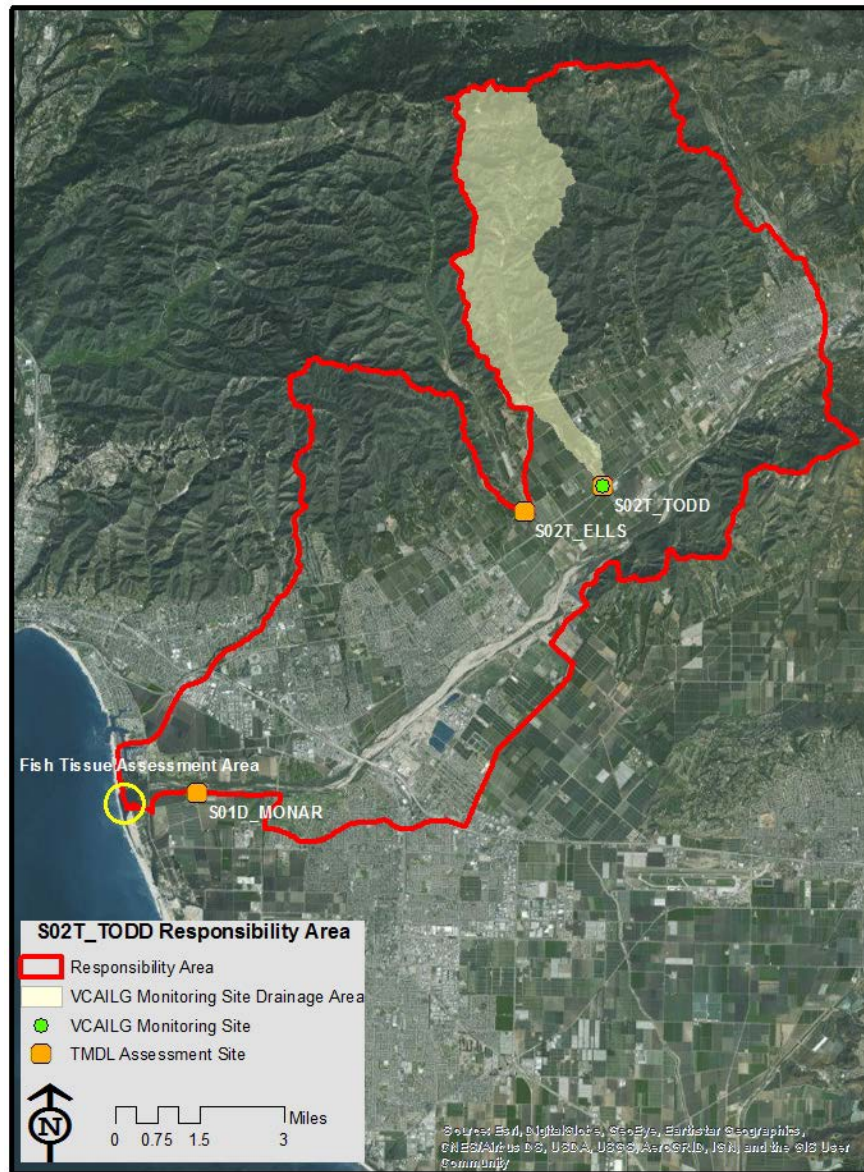 S02T_TODD
S02T_ELLS
Fish Tissue Assessment Area
S01D_MONAR
S02T_TODD Responsibility Area
Responsibility Area
VCAILG Monitoring Site Drainage Area
VCAILG Monitoring Site
TMDL Assessment Site
N
Miles
0 0.75 1.5 3
Source: Esri, DigitalGlobe, GeoEye, Earthstar Geographics,
CNES/Airbus DS, USDA, USGS, AeroGRID, IGN, and the GIS User
Community